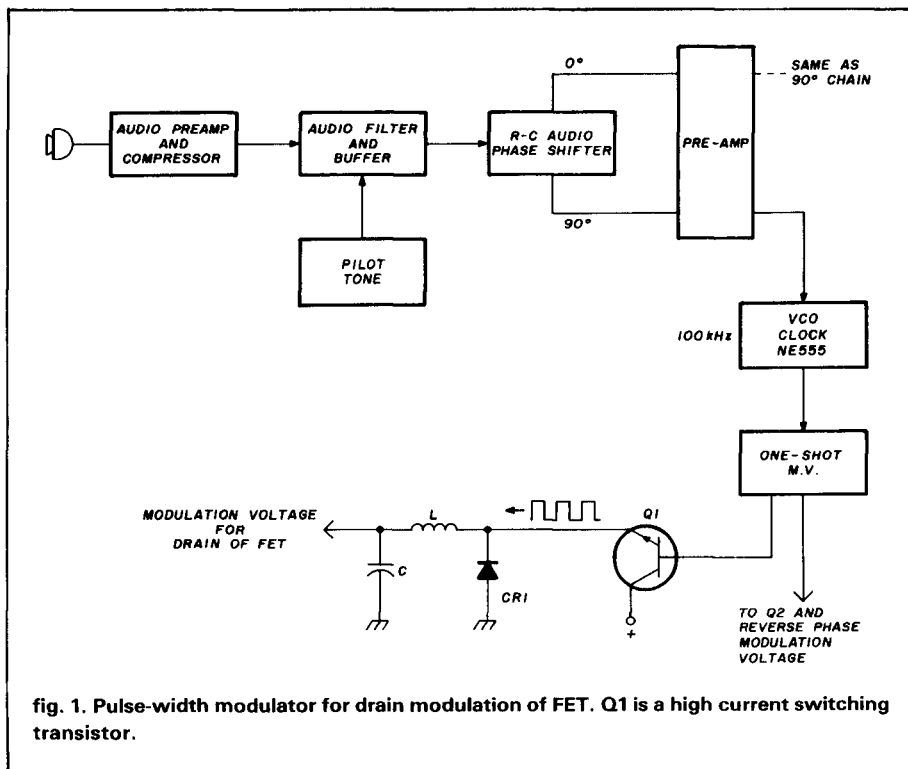 0°
SAME AS
90° CHAIN
AUDIO PREAMP
AND
COMPRESSOR
AUDIO FILTER
AND
BUFFER
R-C AUDIO
PHASE SHIFTER
PRE-AMP
90°
PILOT
TONE
100 kHz
VCO
CLOCK
NE555
ONE-SHOT
M.V.
MODULATION VOLTAGE
FOR
DRAIN OF FET
L
Q1
C
CR1
+
TO Q2 AND
REVERSE PHASE
MODULATION
VOLTAGE
fig. 1. Pulse-width modulator for drain modulation of FET. Q1 is a high current switching
transistor.